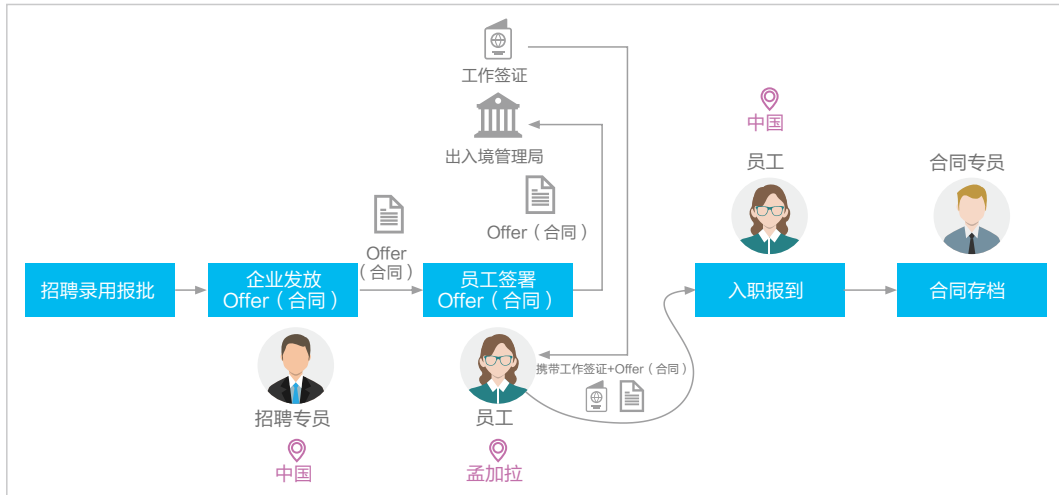 工作签证
出入境管理局
Offer（合同）
Offer
（合同）
中国
员工
合同专员
招聘录用报批
企业发放
Offer（合同）
员工签署
Offer（合同）
入职报到
合同存档
携带工作签证+Offer（合同）
招聘专员
中国
员工
孟加拉